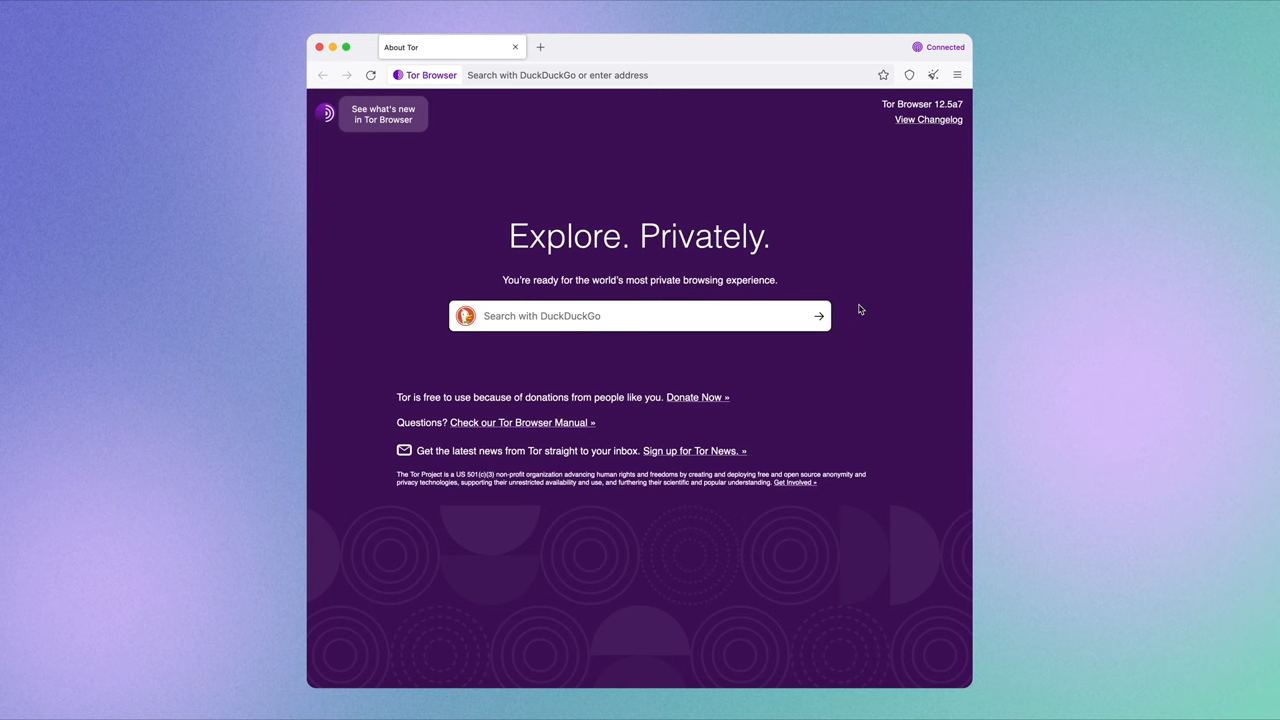 About Tor
Connected
Tor Browser
Search with DuckDuckGo or enter address
See what's new
in Tor Browser
Tor Browser 12.5a7
View Changelog
Explore. Privately.
You're ready for the world's most private browsing experience.
Search with DuckDuckGo
Tor is free to use because of donations from people like you. Donate Now »
Questions? Check our Tor Browser Manual »
Get the latest news from Tor straight to your inbox. Sign up for Tor News. »
The Tor Project is a US 501(c)(3) non-profit organization advancing human rights and freedoms by creating and deploying free and open source anonymity and
privacy technologies, supporting their unrestricted availability and use, and furthering their scientific and popular understanding. Get Involved »